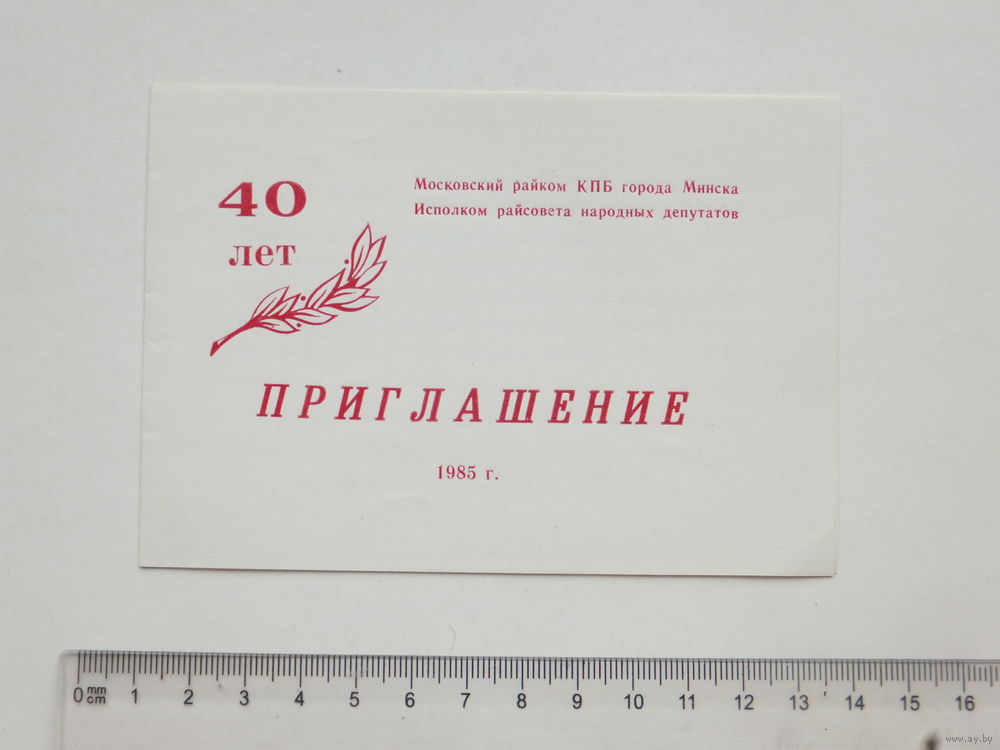 40
лет
Московский райком КПБ города Минска
Исполком райсовета народных депутатов
ПРИГЛАШЕНИЕ
1985 г.
0 mm 1 2 3 4 5 6 7 8 9 10 11 12 13 14 15 16
cm
www.ay.by